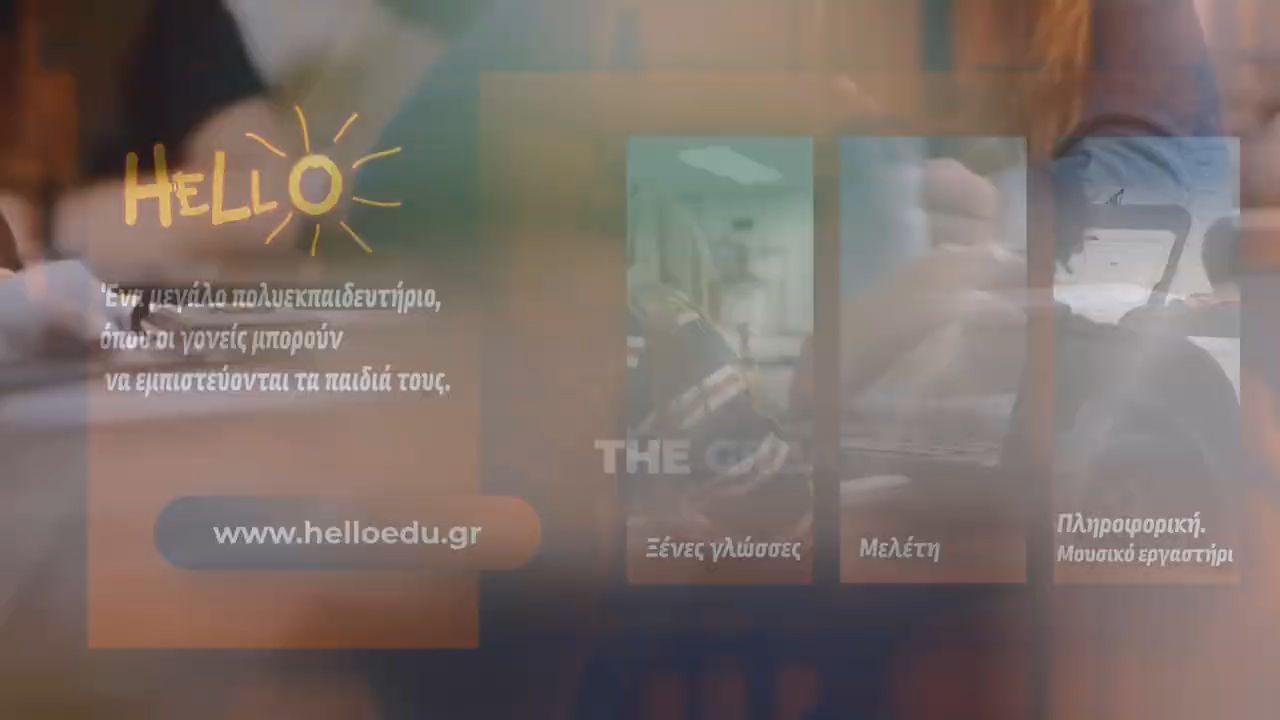 HELLO
Ένα μεγάλο πολυεκπαιδευτήριο,
όπου οι γονείς μπορούν
να εμπιστεύονται τα παιδιά τους.
www.helloedu.gr
THE
Ξένες γλώσσες
Μελέτη
Πληροφορική.
Μουσικό εργαστήρι